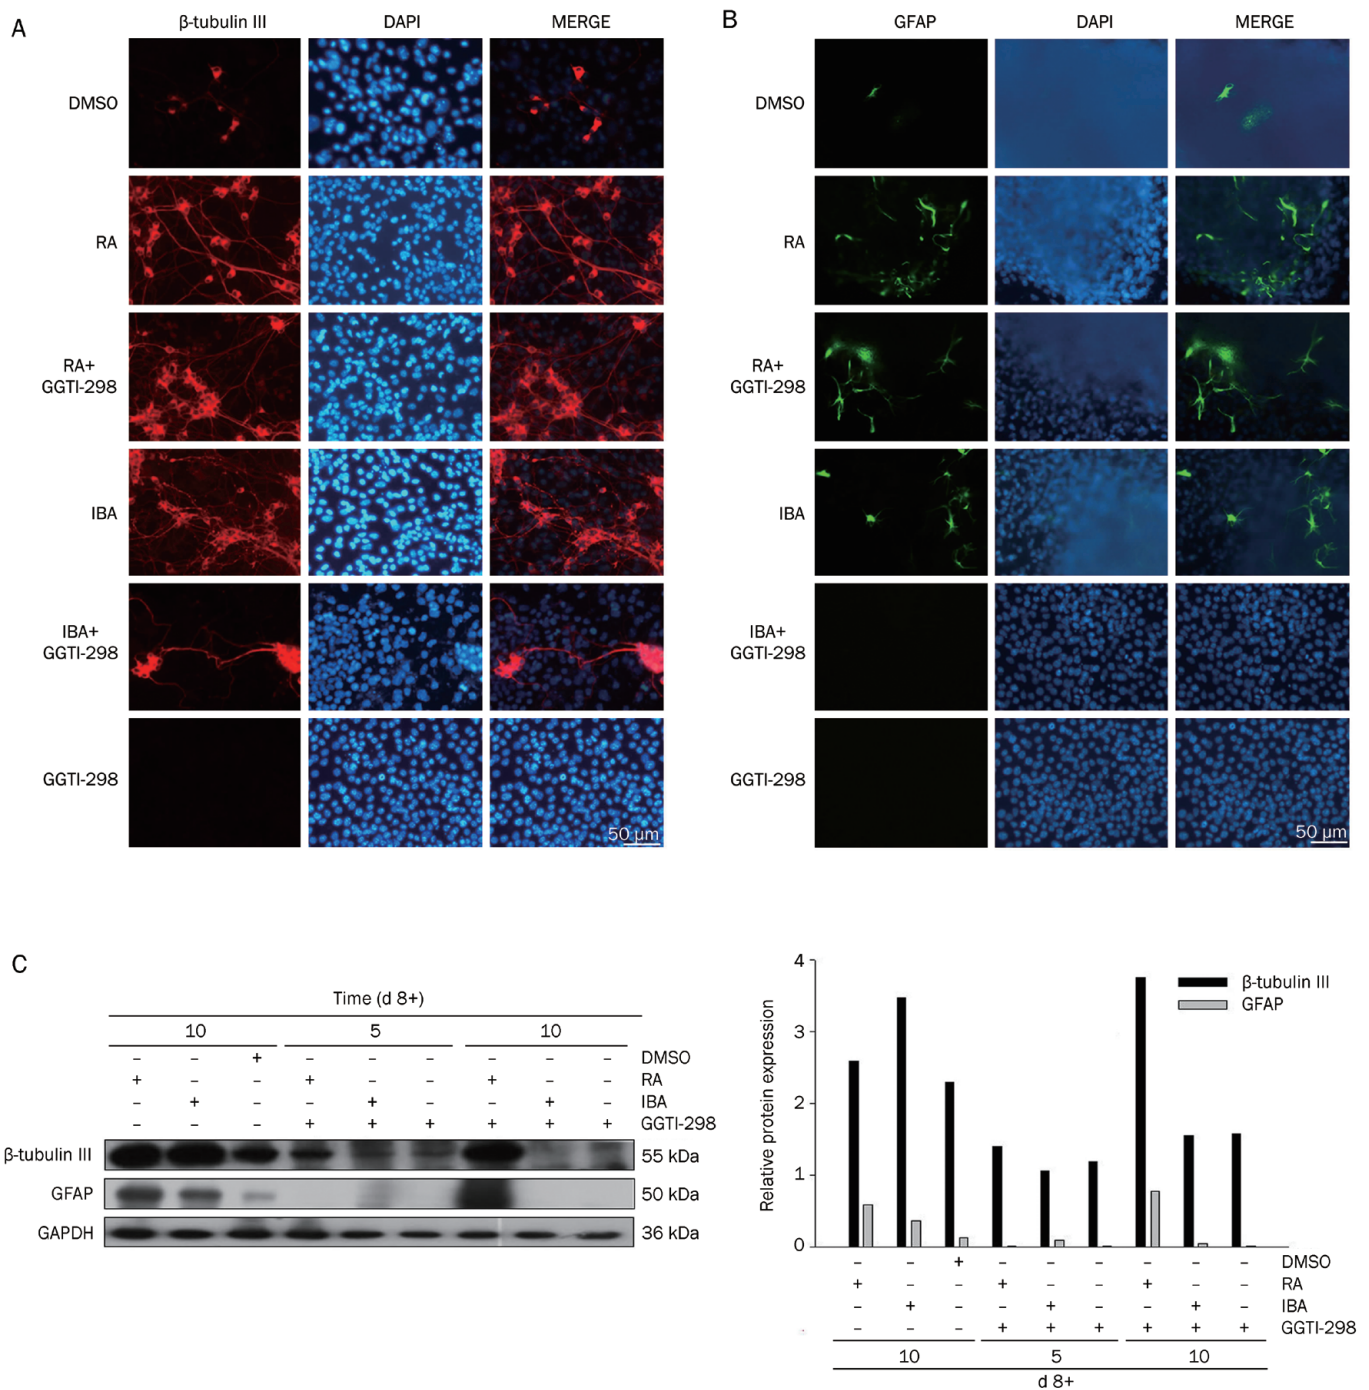 A
β-tubulin III DAPI MERGE
DMSO
RA
RA+
GGTI-298
IBA
IBA+
GGTI-298
GGTI-298
50 µm
B
GFAP DAPI MERGE
DMSO
RA
RA+
GGTI-298
IBA
IBA+
GGTI-298
GGTI-298
50 µm
C
Time (d 8+)
10 5 10
– – + – – – – – – DMSO
+ – – + – – + – – RA
– + – – + – – + – IBA
– – – + + + + + + GGTI-298
β-tubulin III 55 kDa
GFAP 50 kDa
GAPDH 36 kDa
Relative protein expression
4
3
2
1
0
β-tubulin III
GFAP
– – + – – – – – – DMSO
+ – – + – – + – – RA
– + – – + – – + – IBA
– – – + + + + + + GGTI-298
10 5 10
d 8+